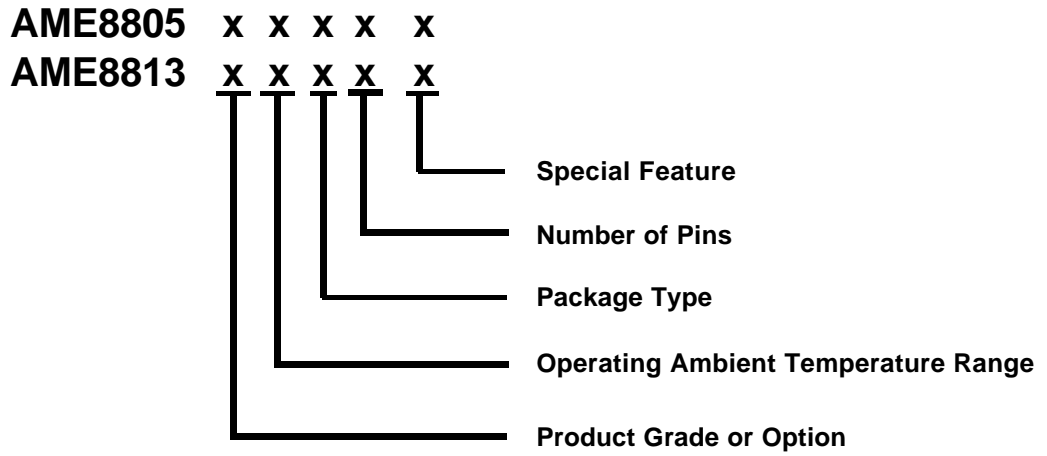 AME8805 x x x x x
AME8813 x x x x x
Special Feature
Number of Pins
Package Type
Operating Ambient Temperature Range
Product Grade or Option